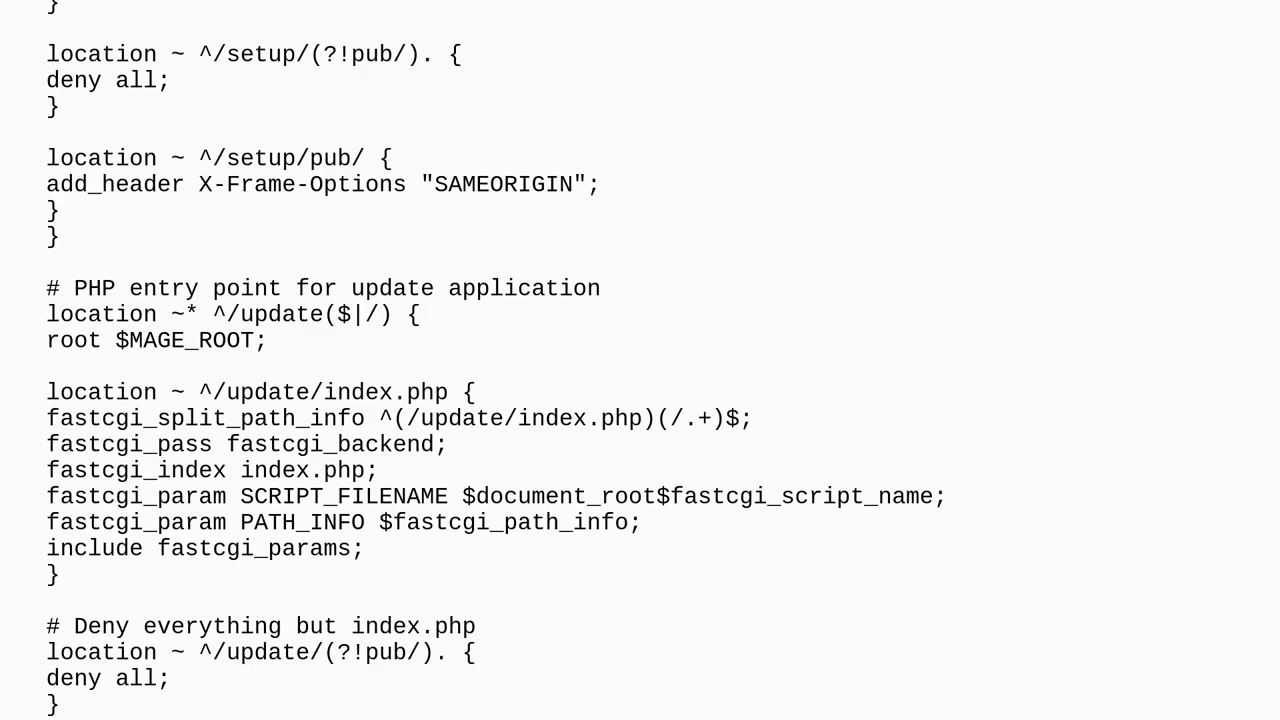 }
location ~ ^/setup/(?!pub/). {
deny all;
}
location ~ ^/setup/pub/ {
add_header X-Frame-Options "SAMEORIGIN";
}
}
# PHP entry point for update application
location ~* ^/update($|/) {
root $MAGE_ROOT;
location ~ ^/update/index.php {
fastcgi_split_path_info ^(/update/index.php)(/.+)$;
fastcgi_pass fastcgi_backend;
fastcgi_index index.php;
fastcgi_param SCRIPT_FILENAME $document_root$fastcgi_script_name;
fastcgi_param PATH_INFO $fastcgi_path_info;
include fastcgi_params;
}
# Deny everything but index.php
location ~ ^/update/(?!pub/). {
deny all;
}